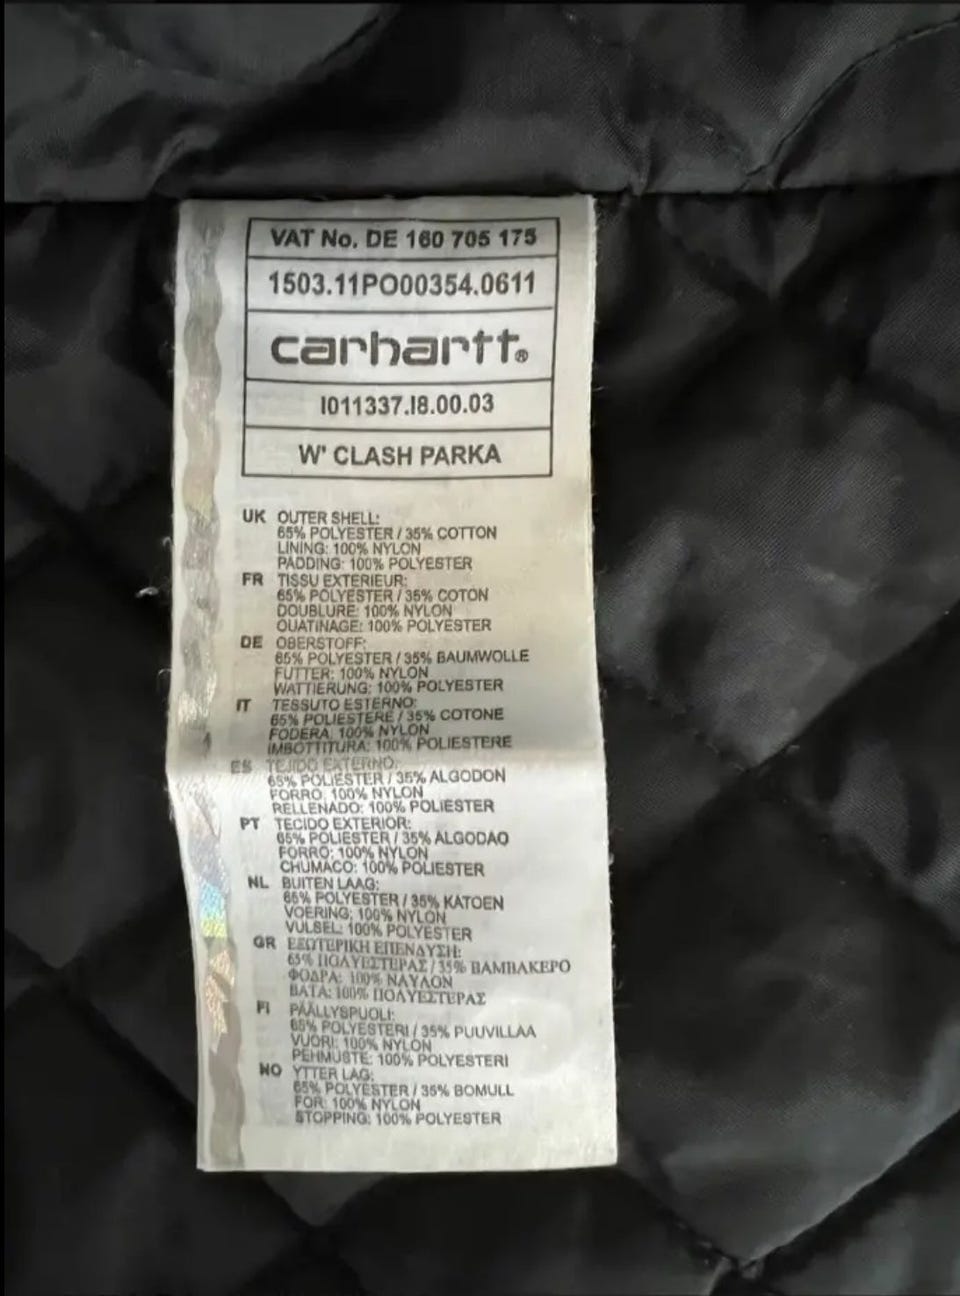 VAT No. DE 160 705 175
1503.11PO00354.0611
carhartt®
I011337.I8.00.03
W' CLASH PARKA
UK OUTER SHELL:
65% POLYESTER / 35% COTTON
LINING: 100% NYLON
PADDING: 100% POLYESTER
FR TISSU EXTERIEUR:
65% POLYESTER / 35% COTON
DOUBLURE: 100% NYLON
OUATINAGE: 100% POLYESTER
DE OBERSTOFF:
65% POLYESTER / 35% BAUMWOLLE
FUTTER: 100% NYLON
WATTIERUNG: 100% POLYESTER
IT TESSUTO ESTERNO:
65% POLIESTERE / 35% COTONE
FODERA: 100% NYLON
IMBOTTITURA: 100% POLIESTERE
ES TEJIDO EXTERNO:
65% POLIESTER / 35% ALGODON
FORRO: 100% NYLON
RELLENADO: 100% POLIESTER
PT TECIDO EXTERIOR:
65% POLIESTER / 35% ALGODAO
FORRO: 100% NYLON
CHUMACO: 100% POLIESTER
NL BUITEN LAAG:
65% POLYESTER / 35% KATOEN
VOERING: 100% NYLON
VULSEL: 100% POLYESTER
GR ΕΞΩΤΕΡΙΚΗ ΕΠΕΝΔΥΣΗ:
65% ΠΟΛΥΕΣΤΕΡΑΣ / 35% ΒΑΜΒΑΚΕΡΟ
ΦΟΔΡΑ: 100% ΝΑΥΛΟΝ
ΒΑΤΑ: 100% ΠΟΛΥΕΣΤΕΡΑΣ
FI PÄÄLLYSPUOLI:
65% POLYESTERI / 35% PUUVILLAA
VUORI: 100% NYLON
PEHMUSTE: 100% POLYESTERI
NO YTTER LAG:
65% POLYESTER / 35% BOMULL
FOR: 100% NYLON
STOPPING: 100% POLYESTER